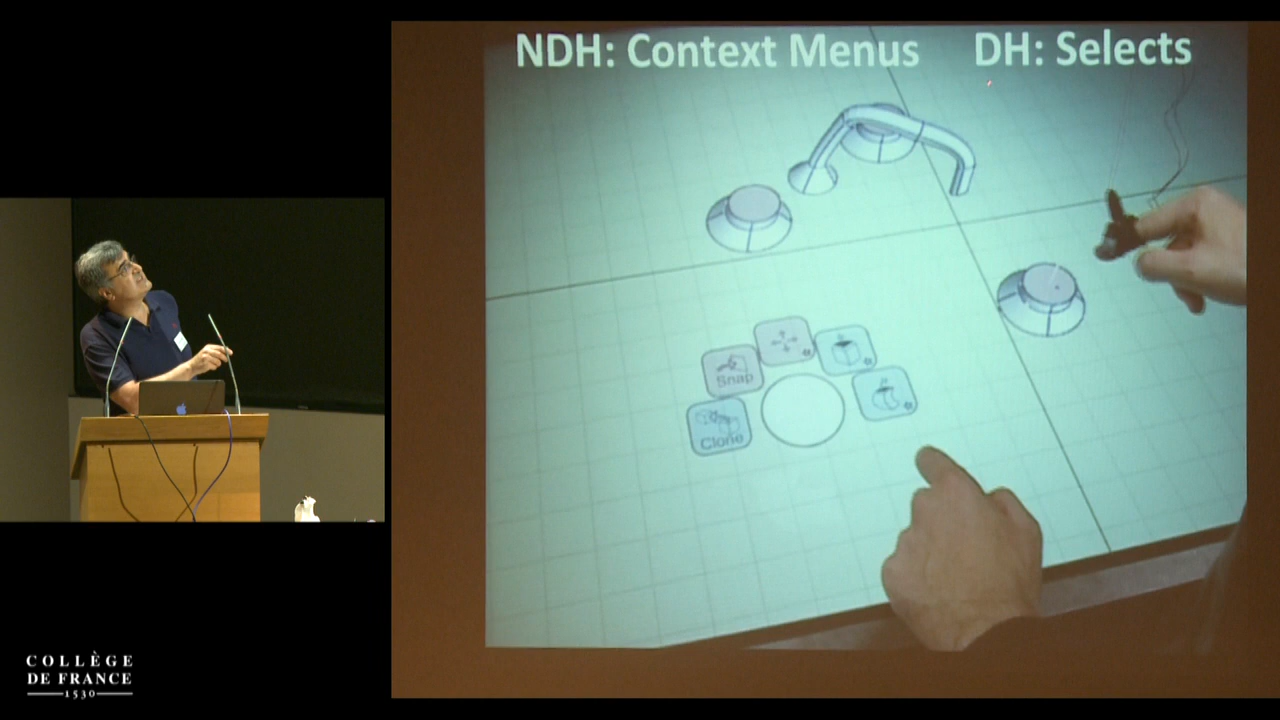 NDH: Context Menus DH: Selects
Snap
Clone
COLLÈGE
DE FRANCE
1530